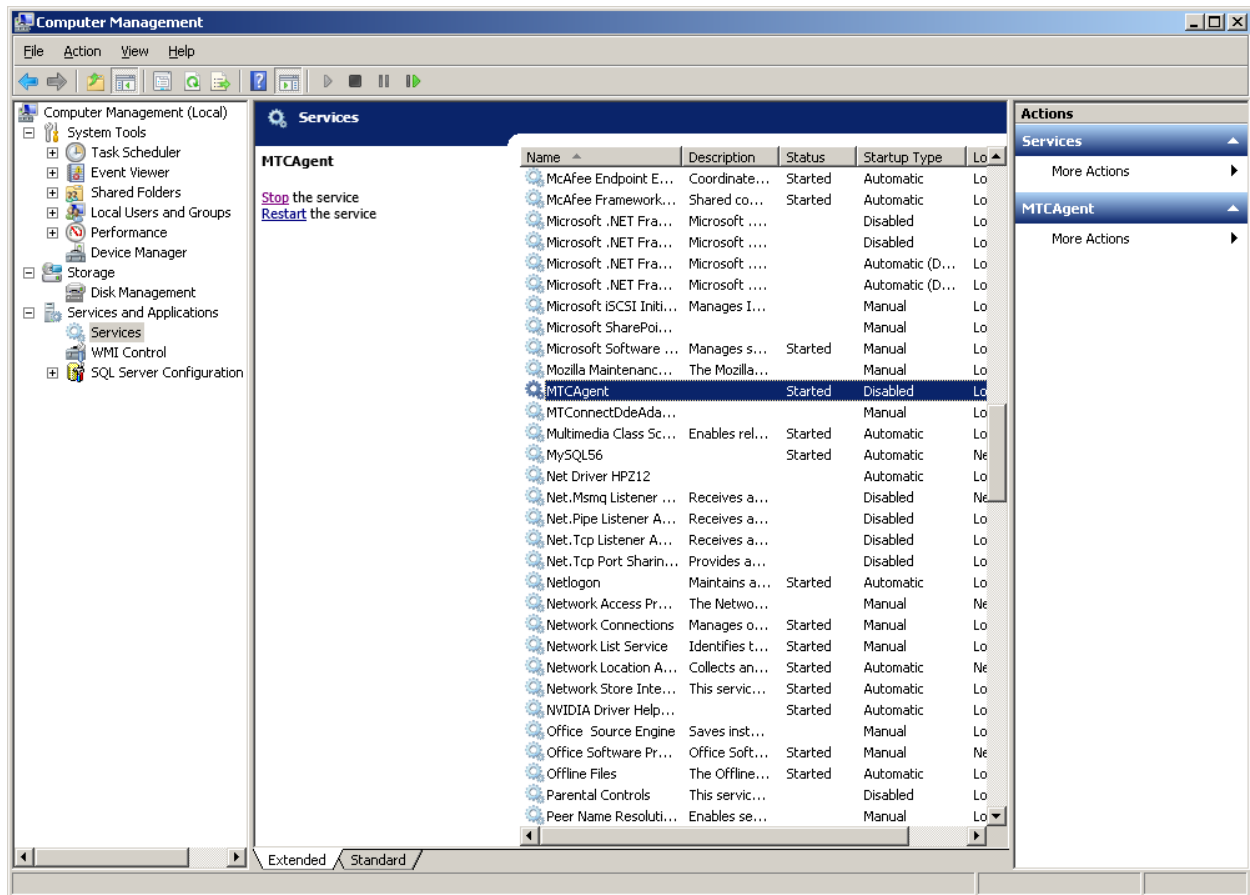 Computer Management
File Action View Help
Computer Management (Local)
System Tools
Task Scheduler
Event Viewer
Shared Folders
Local Users and Groups
Performance
Device Manager
Storage
Disk Management
Services and Applications
Services
WMI Control
SQL Server Configuration
Services
MTCAgent
Stop the service
Restart the service
Name Description Status Startup Type Lo
McAfee Endpoint E... Coordinate... Started Automatic Lo
McAfee Framework... Shared co... Started Automatic Lo
Microsoft .NET Fra... Microsoft .... Disabled Lo
Microsoft .NET Fra... Microsoft .... Disabled Lo
Microsoft .NET Fra... Microsoft .... Automatic (D... Lo
Microsoft .NET Fra... Microsoft .... Automatic (D... Lo
Microsoft iSCSI Initi... Manages I... Manual Lo
Microsoft SharePoi... Manual Lo
Microsoft Software ... Manages s... Started Manual Lo
Mozilla Maintenanc... The Mozilla... Manual Lo
MTCAgent Started Disabled Lo
MTConnectDdeAda... Manual Lo
Multimedia Class Sc... Enables rel... Started Automatic Lo
MySQL56 Started Automatic Ne
Net Driver HPZ12 Automatic Lo
Net.Msmq Listener ... Receives a... Disabled Ne
Net.Pipe Listener A... Receives a... Disabled Lo
Net.Tcp Listener A... Receives a... Disabled Lo
Net.Tcp Port Sharin... Provides a... Disabled Lo
Netlogon Maintains a... Started Automatic Lo
Network Access Pr... The Netwo... Manual Ne
Network Connections Manages o... Started Manual Lo
Network List Service Identifies t... Started Manual Lo
Network Location A... Collects an... Started Automatic Ne
Network Store Inte... This servic... Started Automatic Lo
NVIDIA Driver Help... Started Automatic Lo
Office  Source Engine Saves inst... Manual Lo
Office Software Pr... Office Soft... Started Manual Ne
Offline Files The Offline... Started Automatic Lo
Parental Controls This servic... Disabled Lo
Peer Name Resoluti... Enables se... Manual Lo
Extended Standard
Actions
Services
More Actions
MTCAgent
More Actions